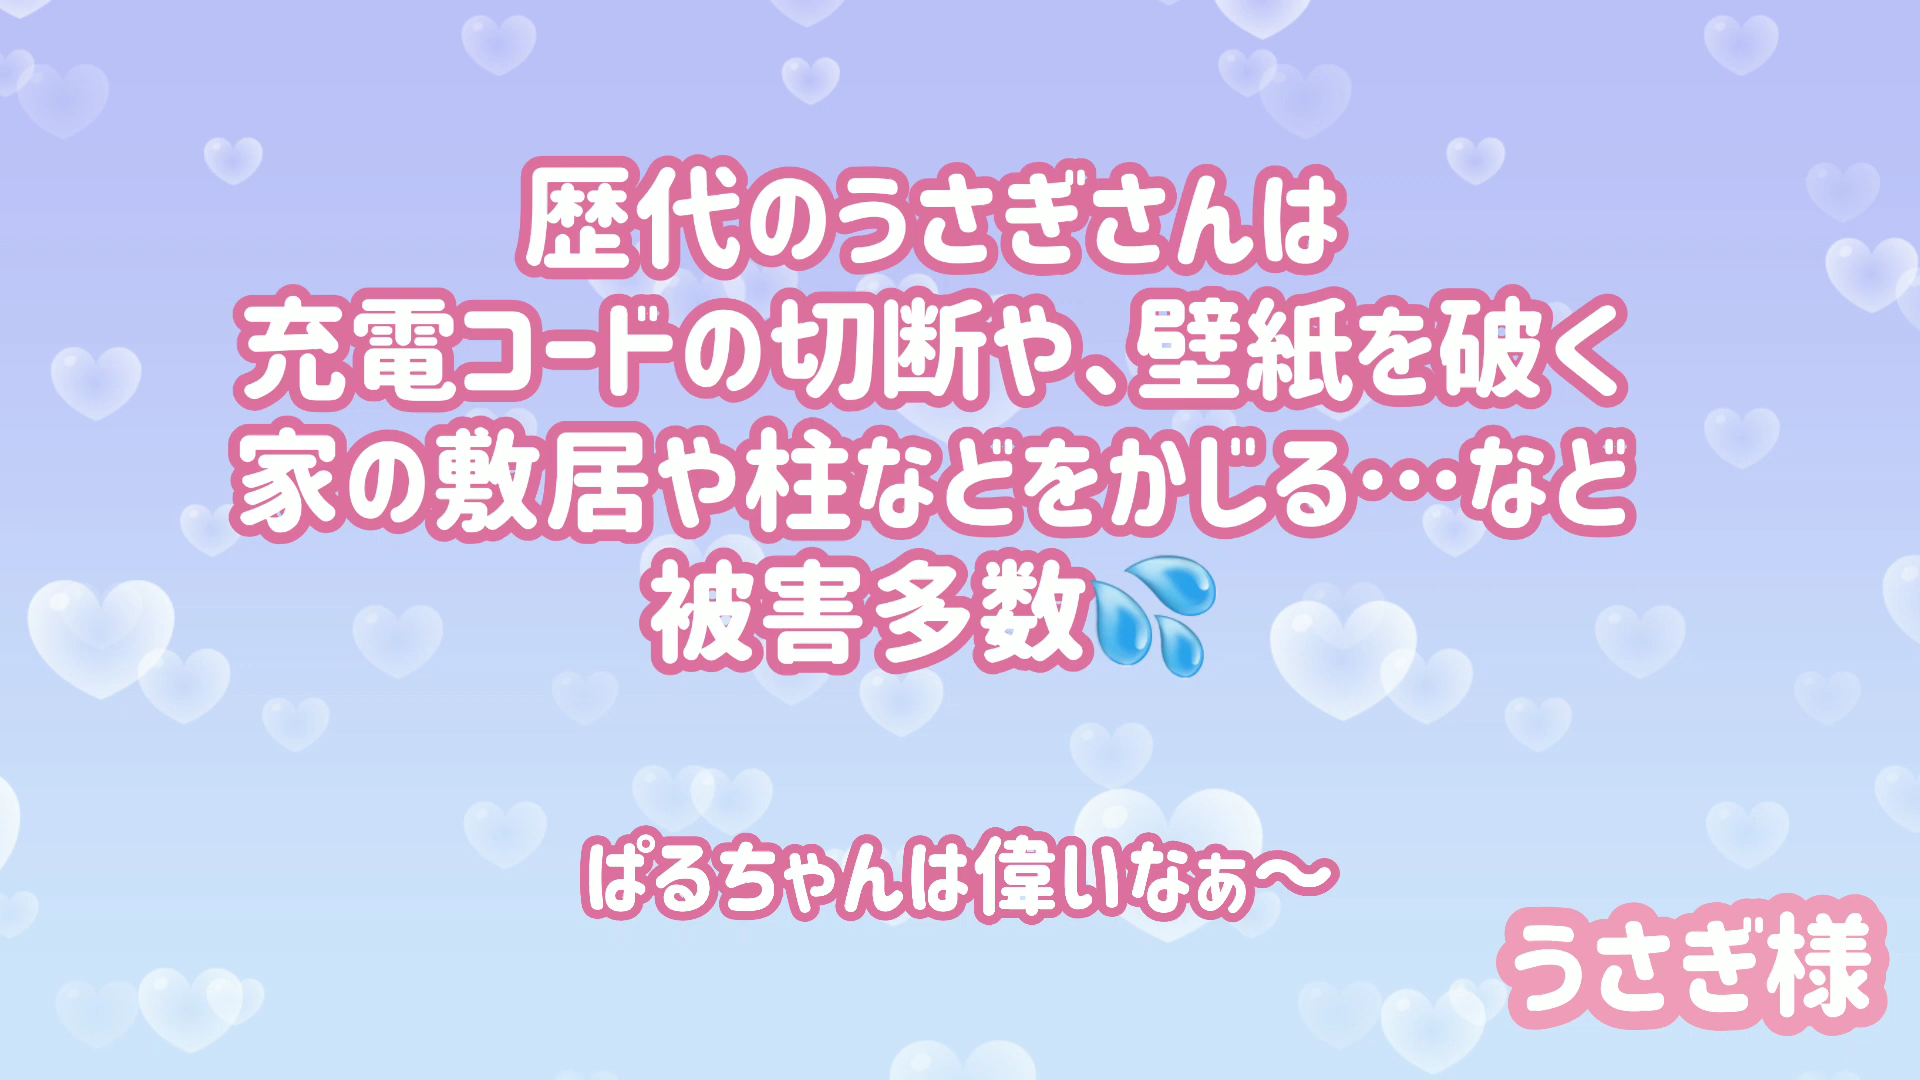 歴代のうさぎさんは
充電コードの切断や、壁紙を破く
家の敷居や柱などをかじる…など
被害多数💦
ぱるちゃんは偉いなぁ〜
うさぎ様